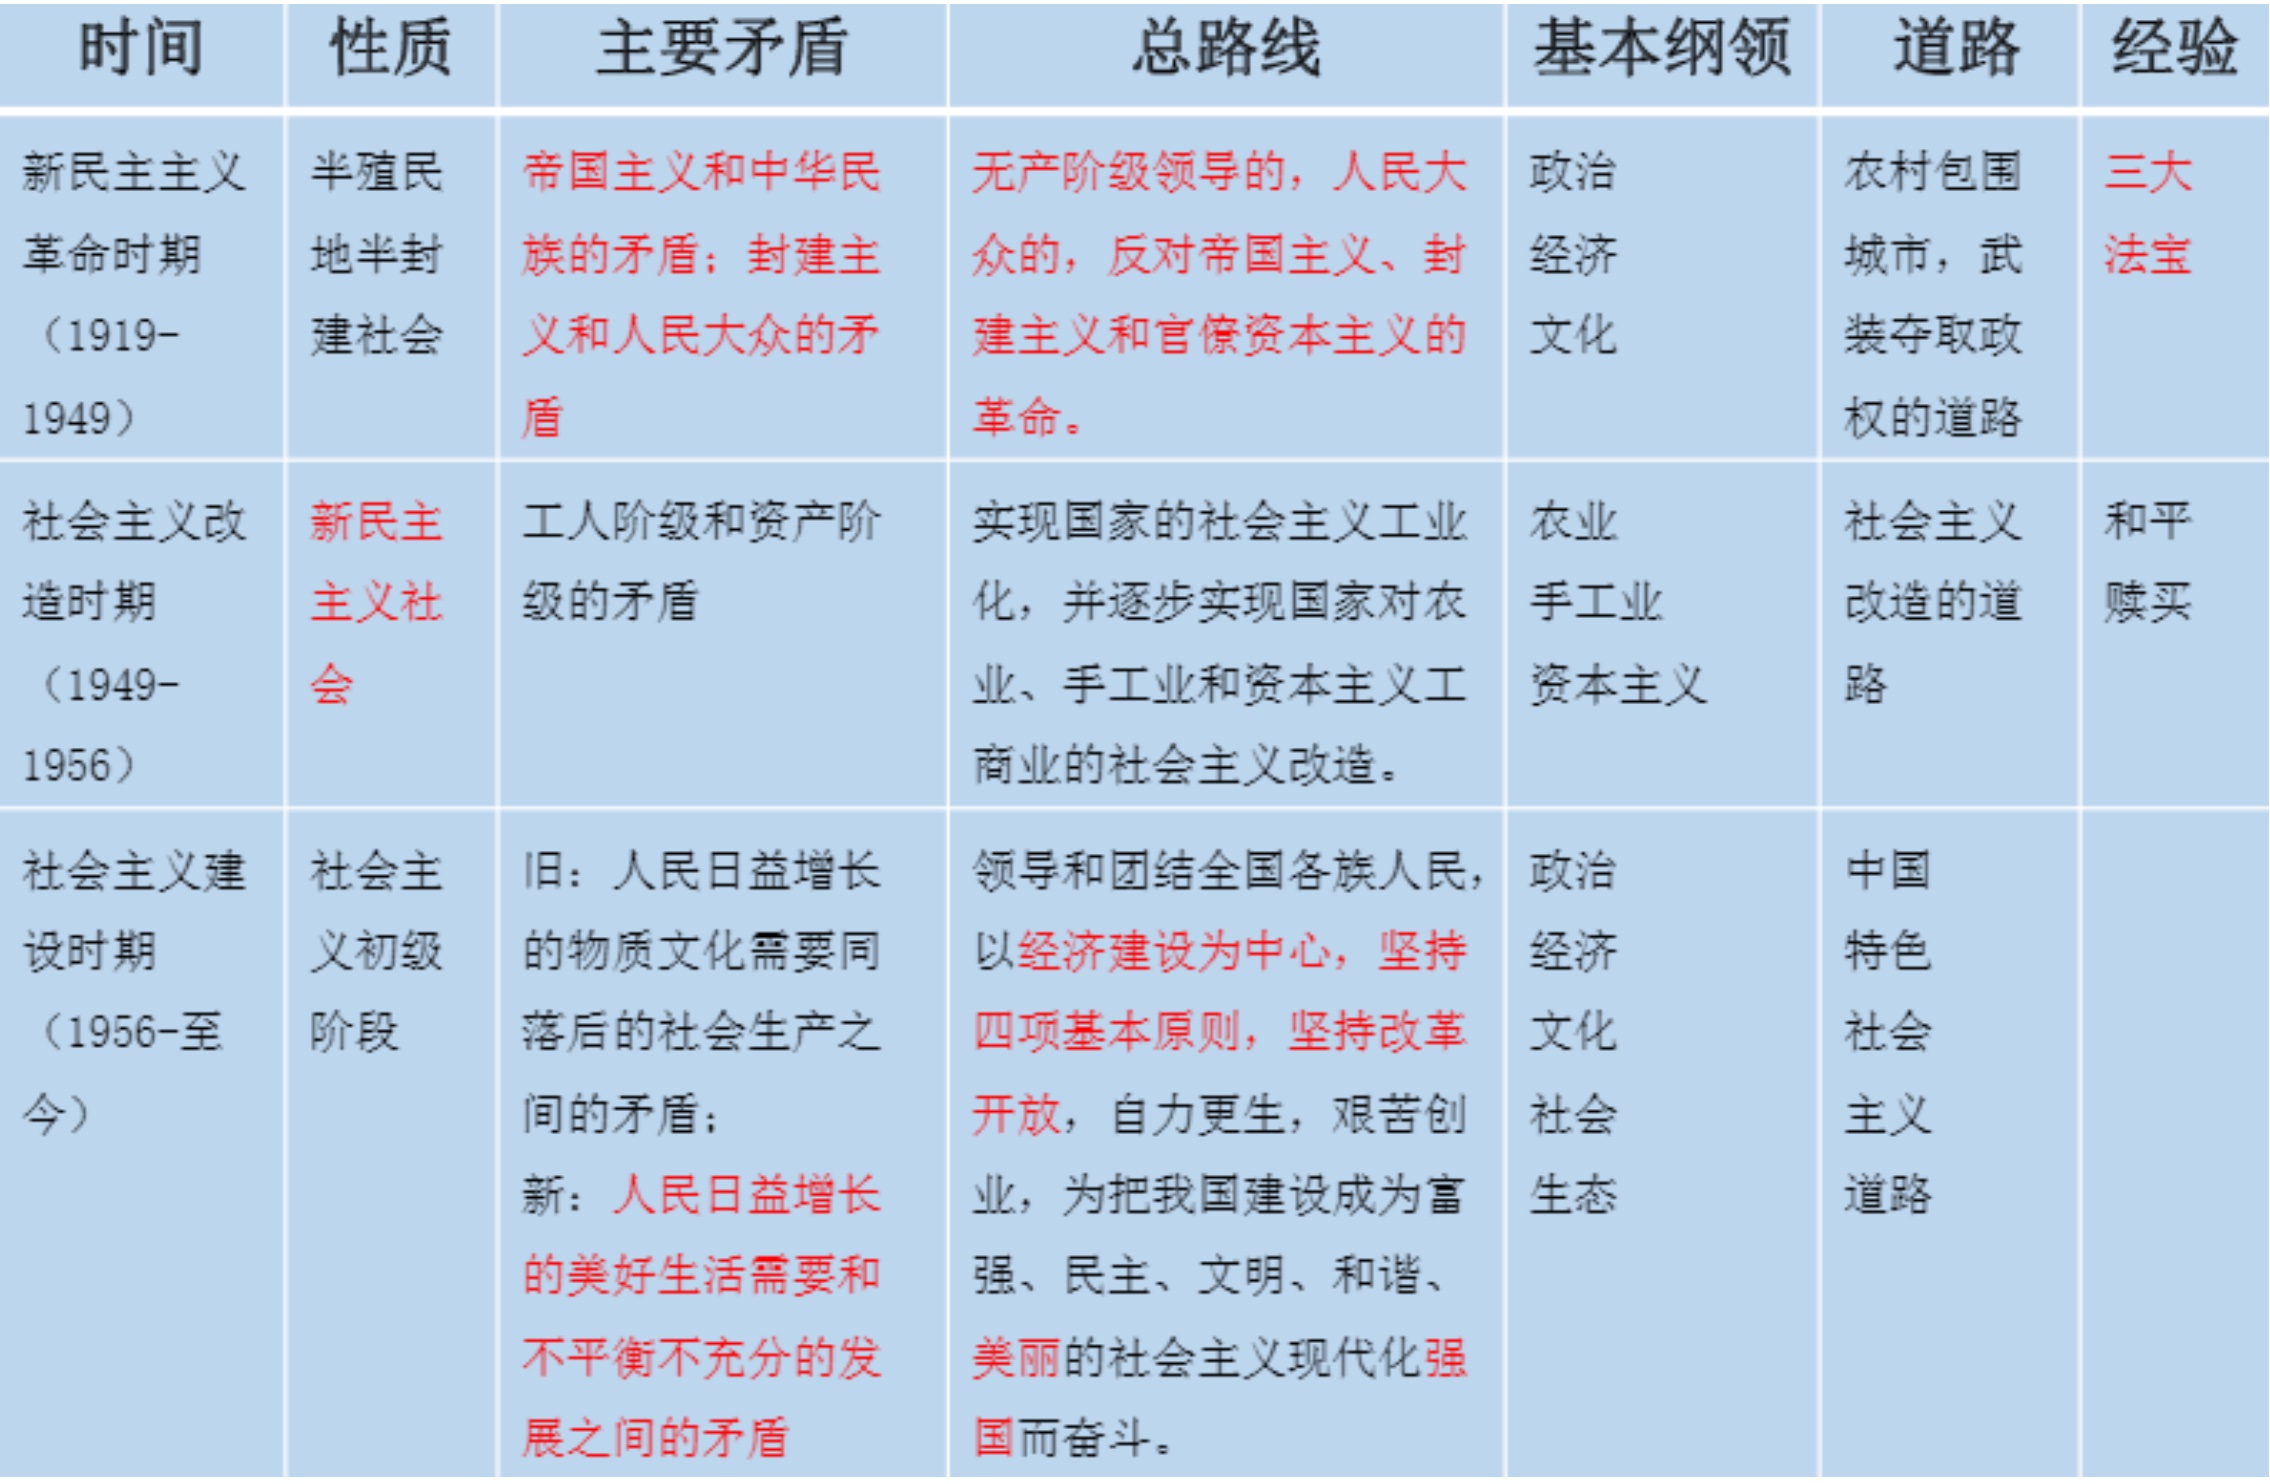 时间 性质 主要矛盾 总路线 基本纲领 道路 经验
新民主主义
革命时期
（1919-
1949）
半殖民
地半封
建社会
帝国主义和中华民
族的矛盾；封建主
义和人民大众的矛
盾
无产阶级领导的，人民大
众的，反对帝国主义、封
建主义和官僚资本主义的
革命。
政治
经济
文化
农村包围
城市，武
装夺取政
权的道路
三大
法宝
社会主义改
造时期
（1949-
1956）
新民主
主义社
会
工人阶级和资产阶
级的矛盾
实现国家的社会主义工业
化，并逐步实现国家对农
业、手工业和资本主义工
商业的社会主义改造。
农业
手工业
资本主义
社会主义
改造的道
路
和平
赎买
社会主义建
设时期
（1956-至
今）
社会主
义初级
阶段
旧：人民日益增长
的物质文化需要同
落后的社会生产之
间的矛盾；
新：人民日益增长
的美好生活需要和
不平衡不充分的发
展之间的矛盾
领导和团结全国各族人民，
以经济建设为中心，坚持
四项基本原则，坚持改革
开放，自力更生，艰苦创
业，为把我国建设成为富
强、民主、文明、和谐、
美丽的社会主义现代化强
国而奋斗。
政治
经济
文化
社会
生态
中国
特色
社会
主义
道路